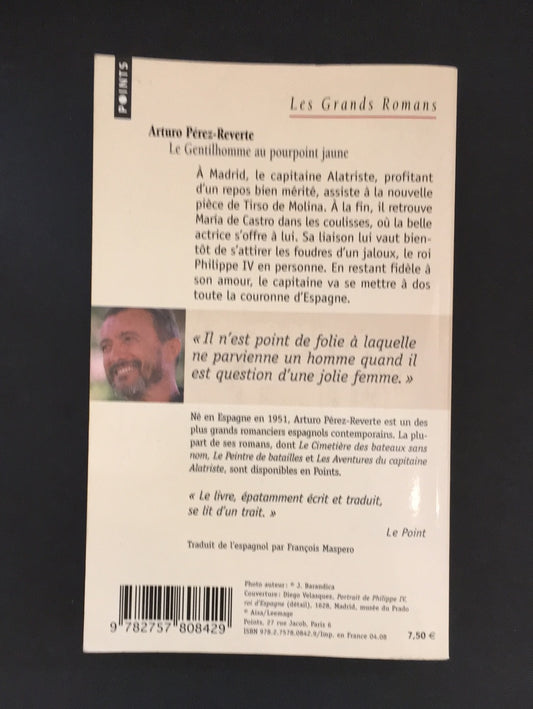 POINTS
Les Grands Romans
Arturo Pérez-Reverte
Le Gentilhomme au pourpoint jaune
À Madrid, le capitaine Alatriste, profitant
d'un repos bien mérité, assiste à la nouvelle
pièce de Tirso de Molina. À la fin, il retrouve
María de Castro dans les coulisses, où la belle
actrice s'offre à lui. Sa liaison lui vaut bien-
tôt de s'attirer les foudres d'un jaloux, le roi
Philippe IV en personne. En restant fidèle à
son amour, le capitaine va se mettre à dos
toute la couronne d'Espagne.
« Il n'est point de folie à laquelle
ne parvienne un homme quand il
est question d'une jolie femme. »
Né en Espagne en 1951, Arturo Pérez-Reverte est un des
plus grands romanciers espagnols contemporains. La plu-
part de ses romans, dont Le Cimetière des bateaux sans
nom, Le Peintre de batailles et Les Aventures du capitaine
Alatriste, sont disponibles en Points.
« Le livre, épatamment écrit et traduit,
se lit d'un trait. »
Le Point
Traduit de l'espagnol par François Maspero
Photo auteur : © J. Barandica
Couverture : Diego Velasquez, Portrait de Philippe IV,
roi d'Espagne (détail), 1628, Madrid, musée du Prado
© Aisa/Leemage
Points, 27 rue Jacob, Paris 6
ISBN 978.2.7578.0842.9/Imp. en France 04.08
7,50 €
9 782757 808429